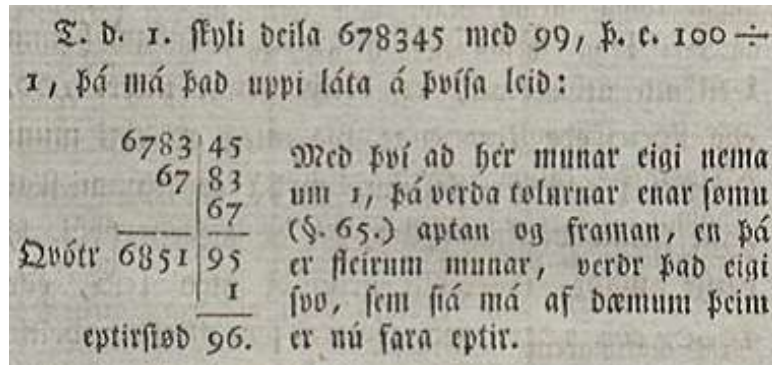 T. d. 1. ſkyli deila 678345 med 99, þ. e. 100 ÷
1, þá má þad uppi láta á þvíſa leid:
6783 45
67 83
67
Qvótr 6851 95
1
eptirſtød 96.
Med því ad hér munar eigi nema
um 1, þá verda tolurnar enar ſømu
(§. 65.) aptan og framan, en þá
er fleirum munar, verdr þad eigi
ſvo, ſem ſiá má af dæmum þeim
er nú fara eptir.